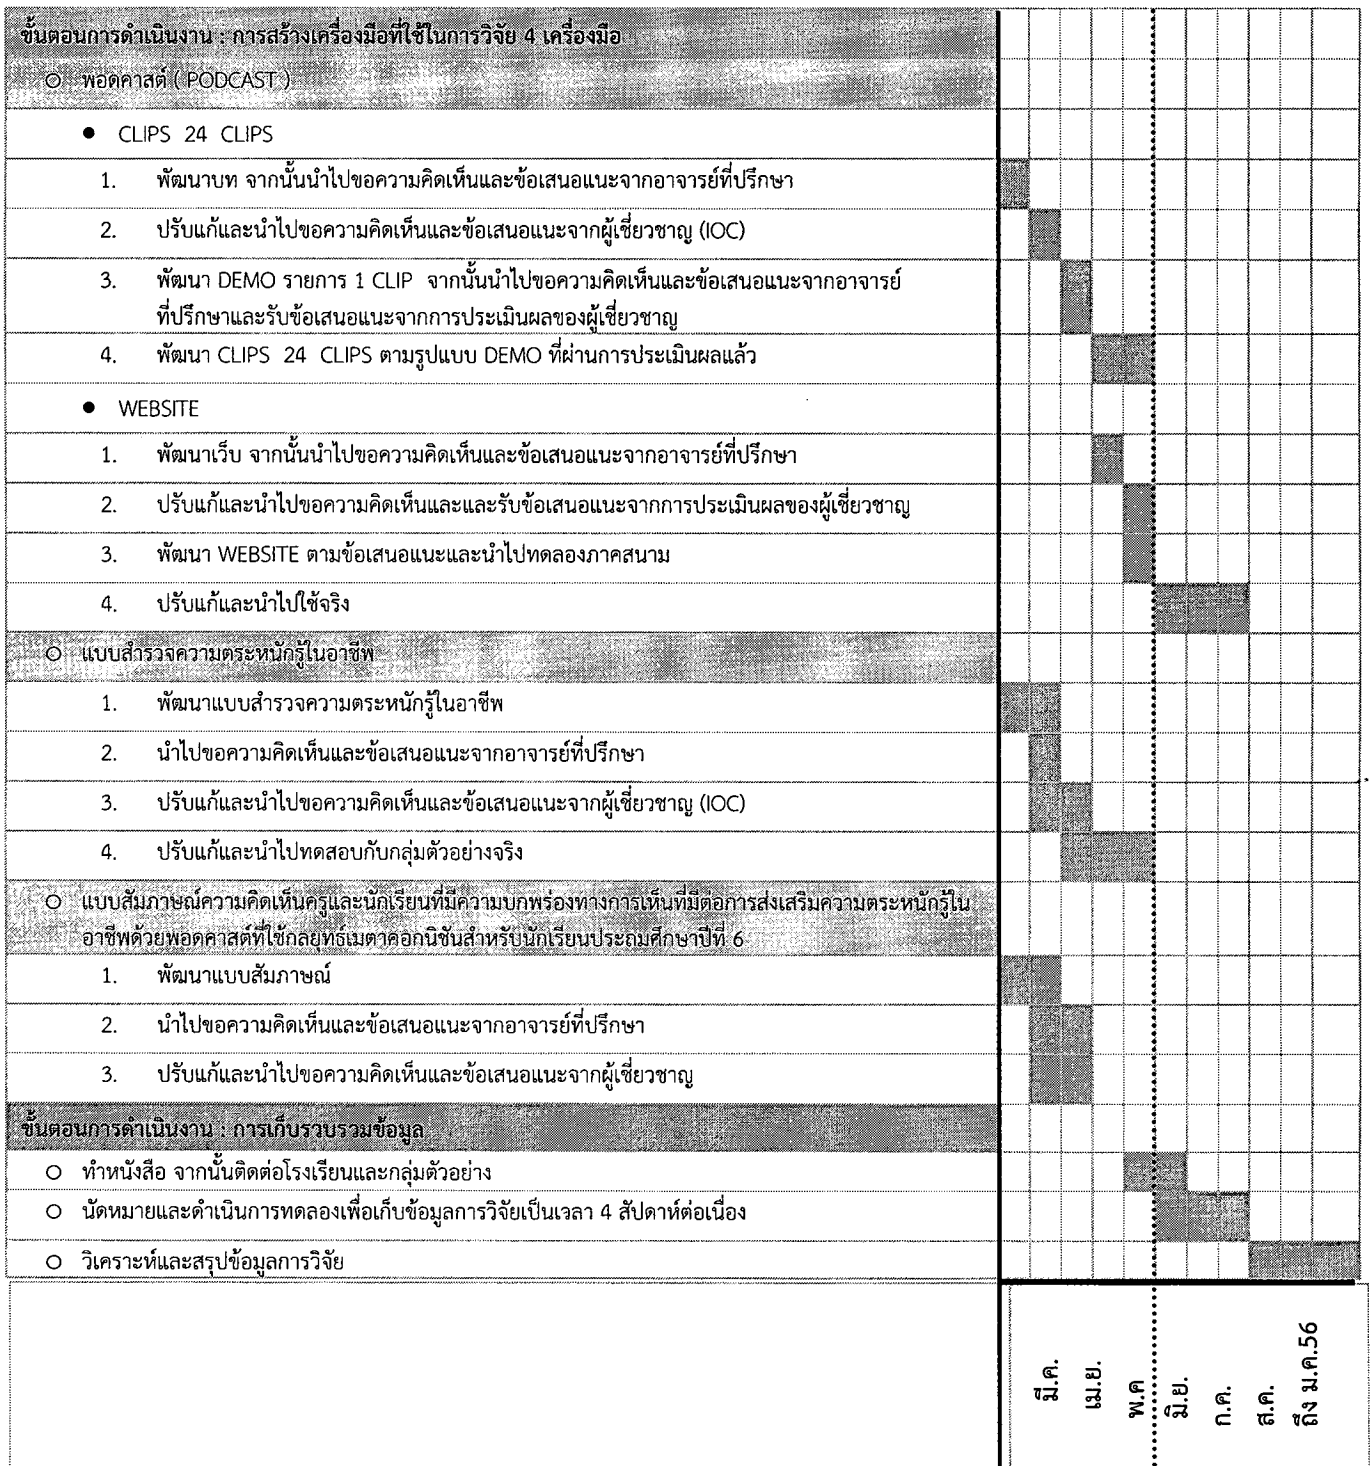 ขั้นตอนการดำเนินงาน : การสร้างเครื่องมือที่ใช้ในการวิจัย 4 เครื่องมือ
○ พอดคาสต์ ( PODCAST )
● CLIPS 24 CLIPS
1. พัฒนาบท จากนั้นนำไปขอความคิดเห็นและข้อเสนอแนะจากอาจารย์ที่ปรึกษา
2. ปรับแก้และนำไปขอความคิดเห็นและข้อเสนอแนะจากผู้เชี่ยวชาญ (IOC)
3. พัฒนา DEMO รายการ 1 CLIP จากนั้นนำไปขอความคิดเห็นและข้อเสนอแนะจากอาจารย์
ที่ปรึกษาและรับข้อเสนอแนะจากการประเมินผลของผู้เชี่ยวชาญ
4. พัฒนา CLIPS 24 CLIPS ตามรูปแบบ DEMO ที่ผ่านการประเมินผลแล้ว
● WEBSITE
1. พัฒนาเว็บ จากนั้นนำไปขอความคิดเห็นและข้อเสนอแนะจากอาจารย์ที่ปรึกษา
2. ปรับแก้และนำไปขอความคิดเห็นและและรับข้อเสนอแนะจากการประเมินผลของผู้เชี่ยวชาญ
3. พัฒนา WEBSITE ตามข้อเสนอแนะและนำไปทดลองภาคสนาม
4. ปรับแก้และนำไปใช้จริง
○ แบบสำรวจความตระหนักรู้ในอาชีพ
1. พัฒนาแบบสำรวจความตระหนักรู้ในอาชีพ
2. นำไปขอความคิดเห็นและข้อเสนอแนะจากอาจารย์ที่ปรึกษา
3. ปรับแก้และนำไปขอความคิดเห็นและข้อเสนอแนะจากผู้เชี่ยวชาญ (IOC)
4. ปรับแก้และนำไปทดสอบกับกลุ่มตัวอย่างจริง
○ แบบสัมภาษณ์ความคิดเห็นครูและนักเรียนที่มีความบกพร่องทางการเห็นที่มีต่อการส่งเสริมความตระหนักรู้ใน
อาชีพด้วยพอดคาสต์ที่ใช้กลยุทธ์เมตาคอกนิชันสำหรับนักเรียนประถมศึกษาปีที่ 6
1. พัฒนาแบบสัมภาษณ์
2. นำไปขอความคิดเห็นและข้อเสนอแนะจากอาจารย์ที่ปรึกษา
3. ปรับแก้และนำไปขอความคิดเห็นและข้อเสนอแนะจากผู้เชี่ยวชาญ
ขั้นตอนการดำเนินงาน : การเก็บรวบรวมข้อมูล
○ ทำหนังสือ จากนั้นติดต่อโรงเรียนและกลุ่มตัวอย่าง
○ นัดหมายและดำเนินการทดลองเพื่อเก็บข้อมูลการวิจัยเป็นเวลา 4 สัปดาห์ต่อเนื่อง
○ วิเคราะห์และสรุปข้อมูลการวิจัย
มี.ค.
เม.ย.
พ.ค
มิ.ย.
ก.ค.
ส.ค.
ถึง ม.ค.56